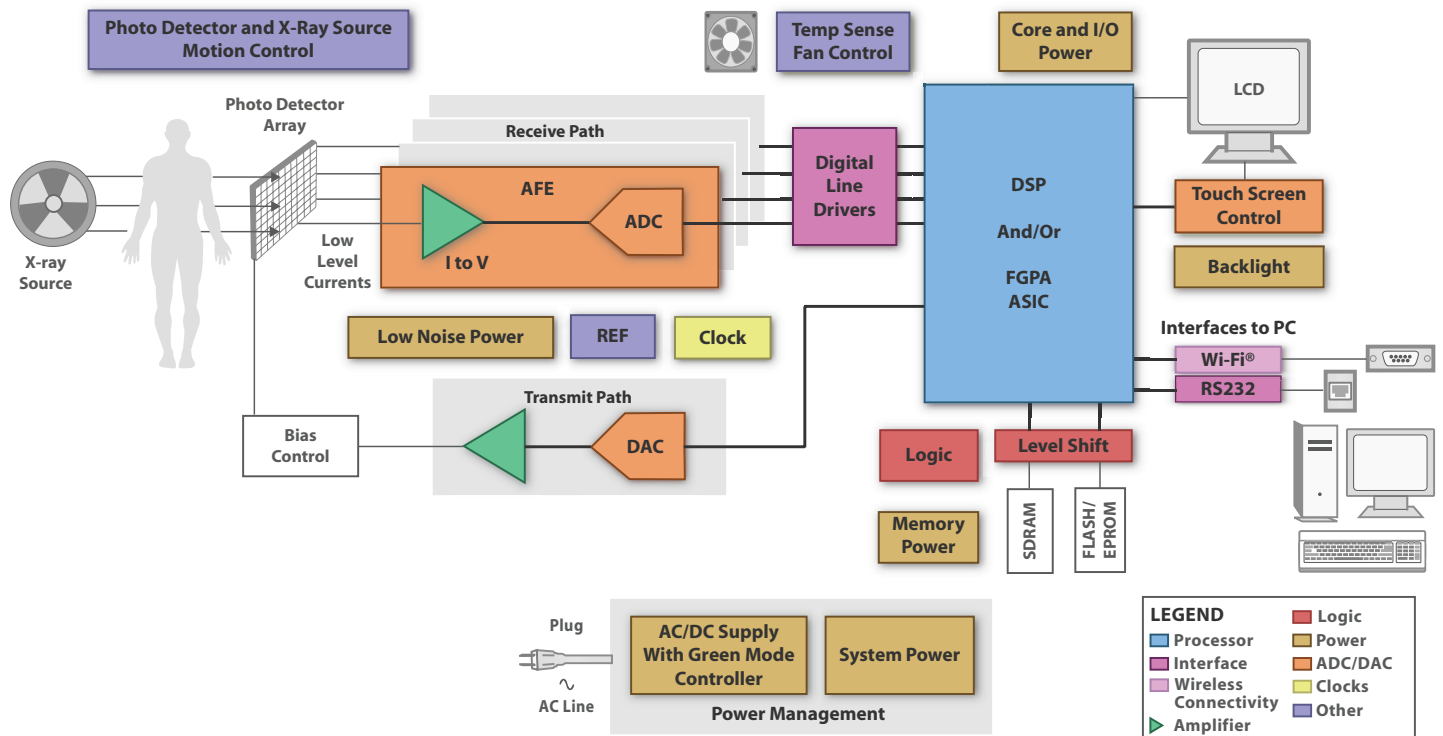 Photo Detector and X-Ray Source
Motion Control
Temp Sense
Fan Control
Core and I/O
Power
LCD
Photo Detector
Array
Receive Path
AFE
ADC
I to V
Digital
Line
Drivers
DSP
And/Or
FGPA
ASIC
Touch Screen
Control
Backlight
X-ray
Source
Low
Level
Currents
Low Noise Power
REF
Clock
Interfaces to PC
Wi-Fi®
RS232
Transmit Path
DAC
Bias
Control
Logic
Level Shift
Memory
Power
SDRAM
FLASH/
EPROM
Plug
AC Line
AC/DC Supply
With Green Mode
Controller
System Power
Power Management
LEGEND
Processor
Interface
Wireless
Connectivity
Amplifier
Logic
Power
ADC/DAC
Clocks
Other